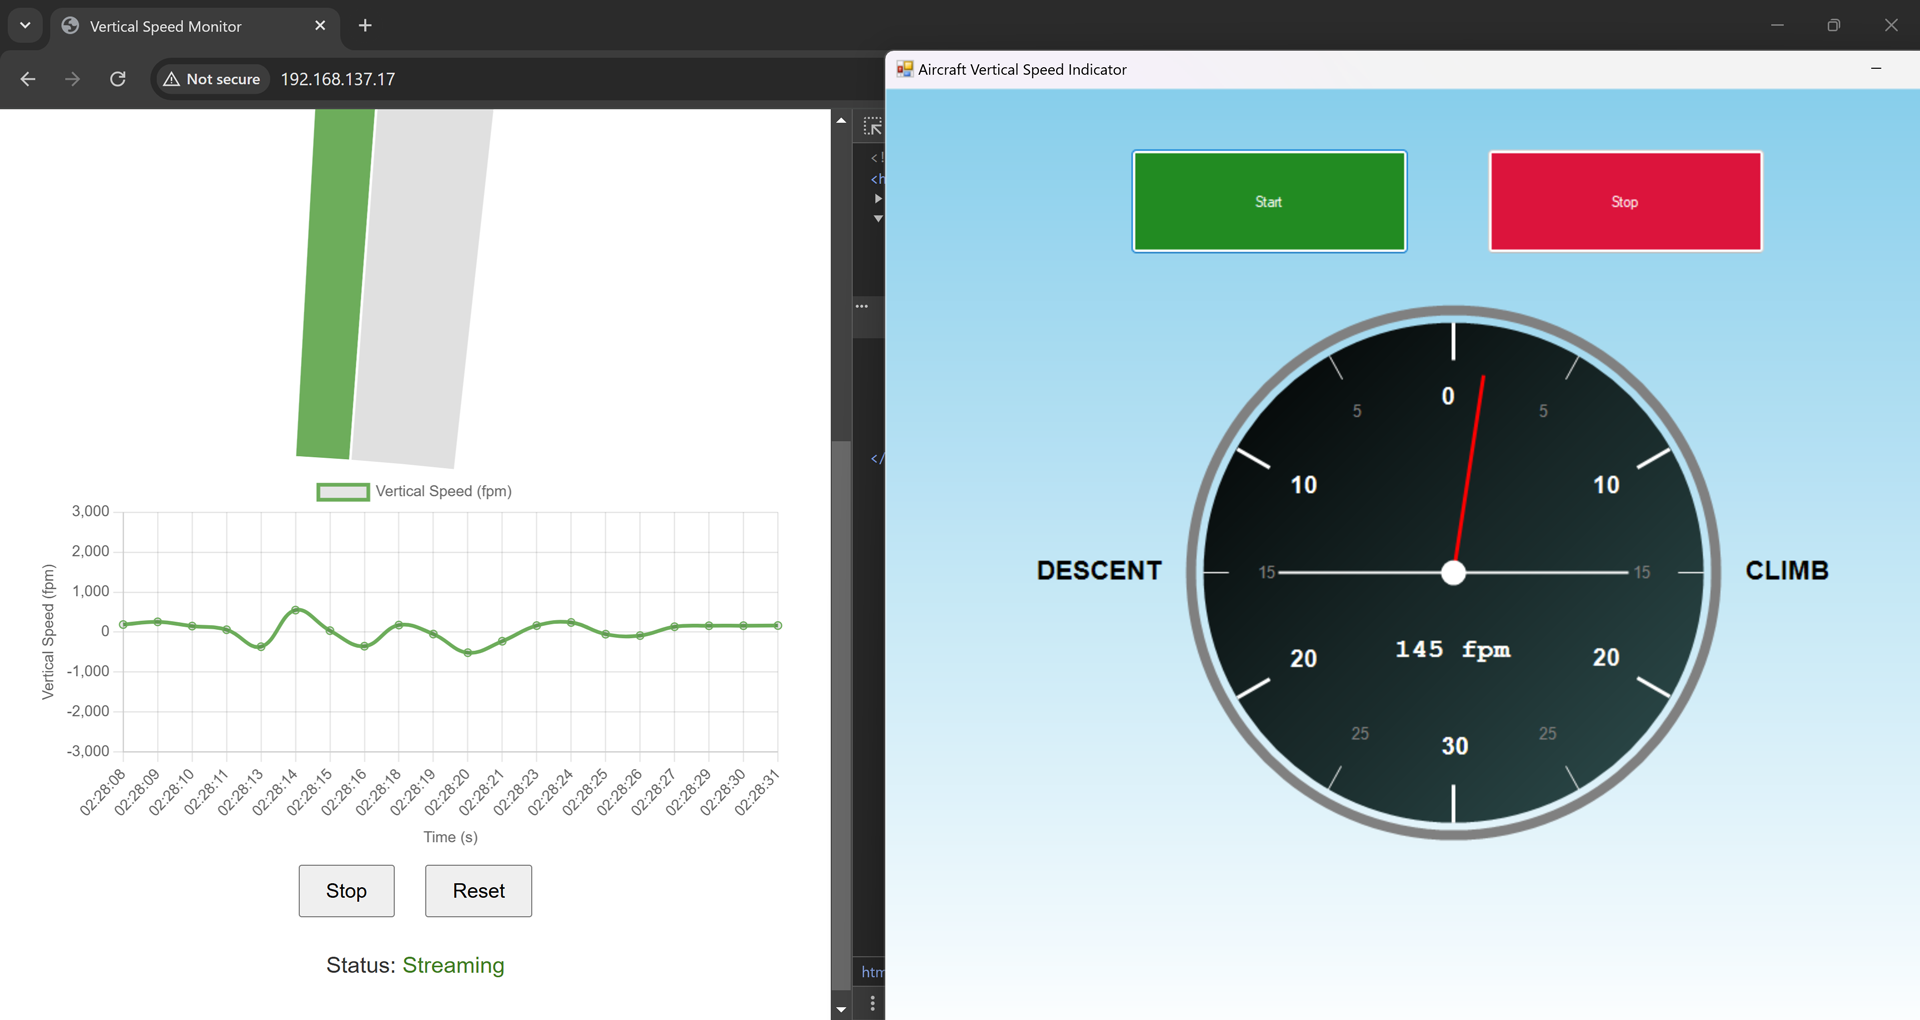 Vertical Speed Monitor
Not secure
192.168.137.17
Aircraft Vertical Speed Indicator
<!
<h
</
htm
Vertical Speed (fpm)
3,000
2,000
1,000
0
-1,000
-2,000
-3,000
Vertical Speed (fpm)
02:28:08
02:28:09
02:28:10
02:28:11
02:28:13
02:28:14
02:28:15
02:28:16
02:28:18
02:28:19
02:28:20
02:28:21
02:28:23
02:28:24
02:28:25
02:28:26
02:28:27
02:28:29
02:28:30
02:28:31
Time (s)
Stop
Reset
Status: Streaming
Start
Stop
0
5
5
10
10
DESCENT
15
15
CLIMB
145 fpm
20
20
25
25
30